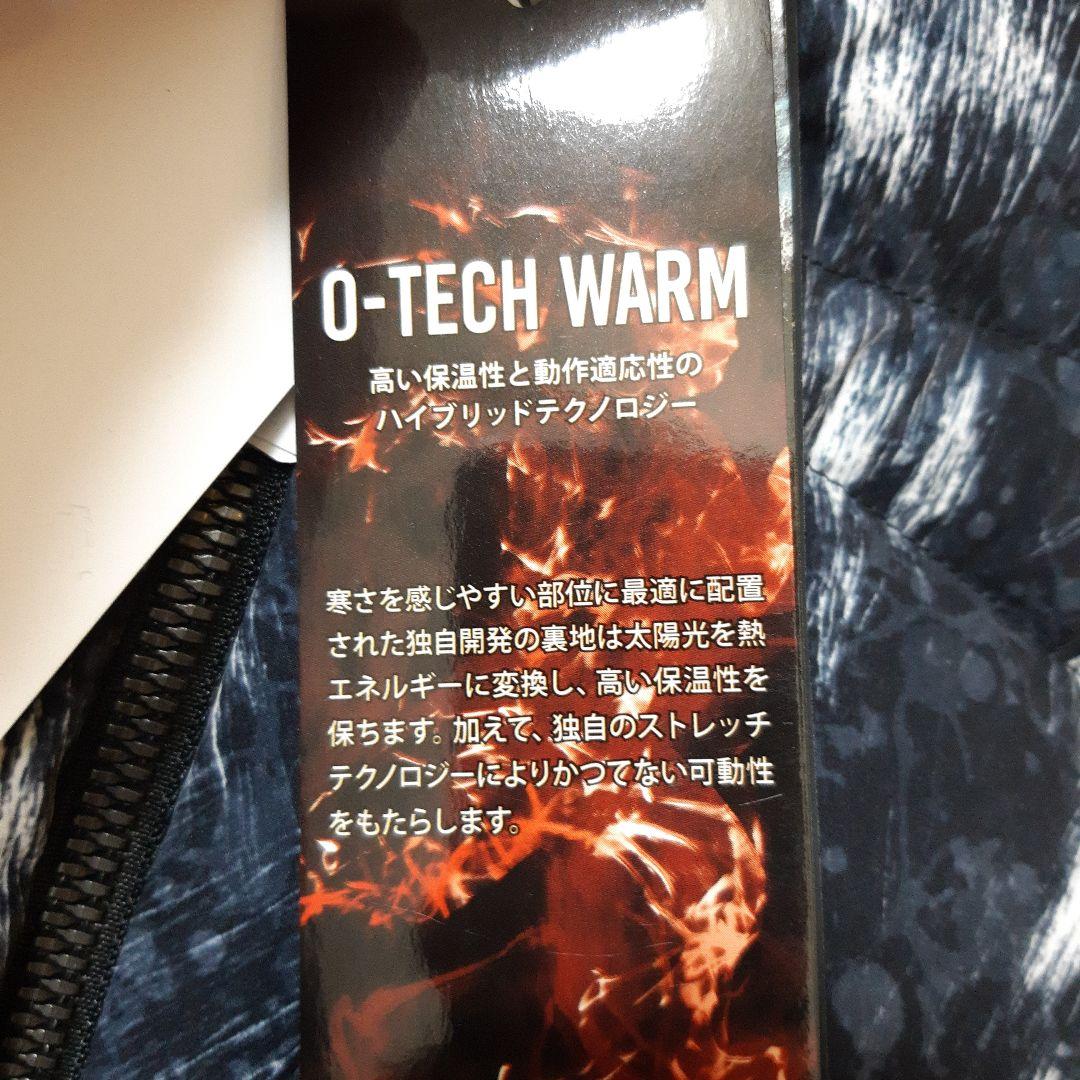 O-TECH WARM
高い保温性と動作適応性の
ハイブリッドテクノロジー
寒さを感じやすい部位に最適に配置
された独自開発の裏地は太陽光を熱
エネルギーに変換し、高い保温性を
保ちます。加えて、独自のストレッチ
テクノロジーによりかつてない可動性
をもたらします。